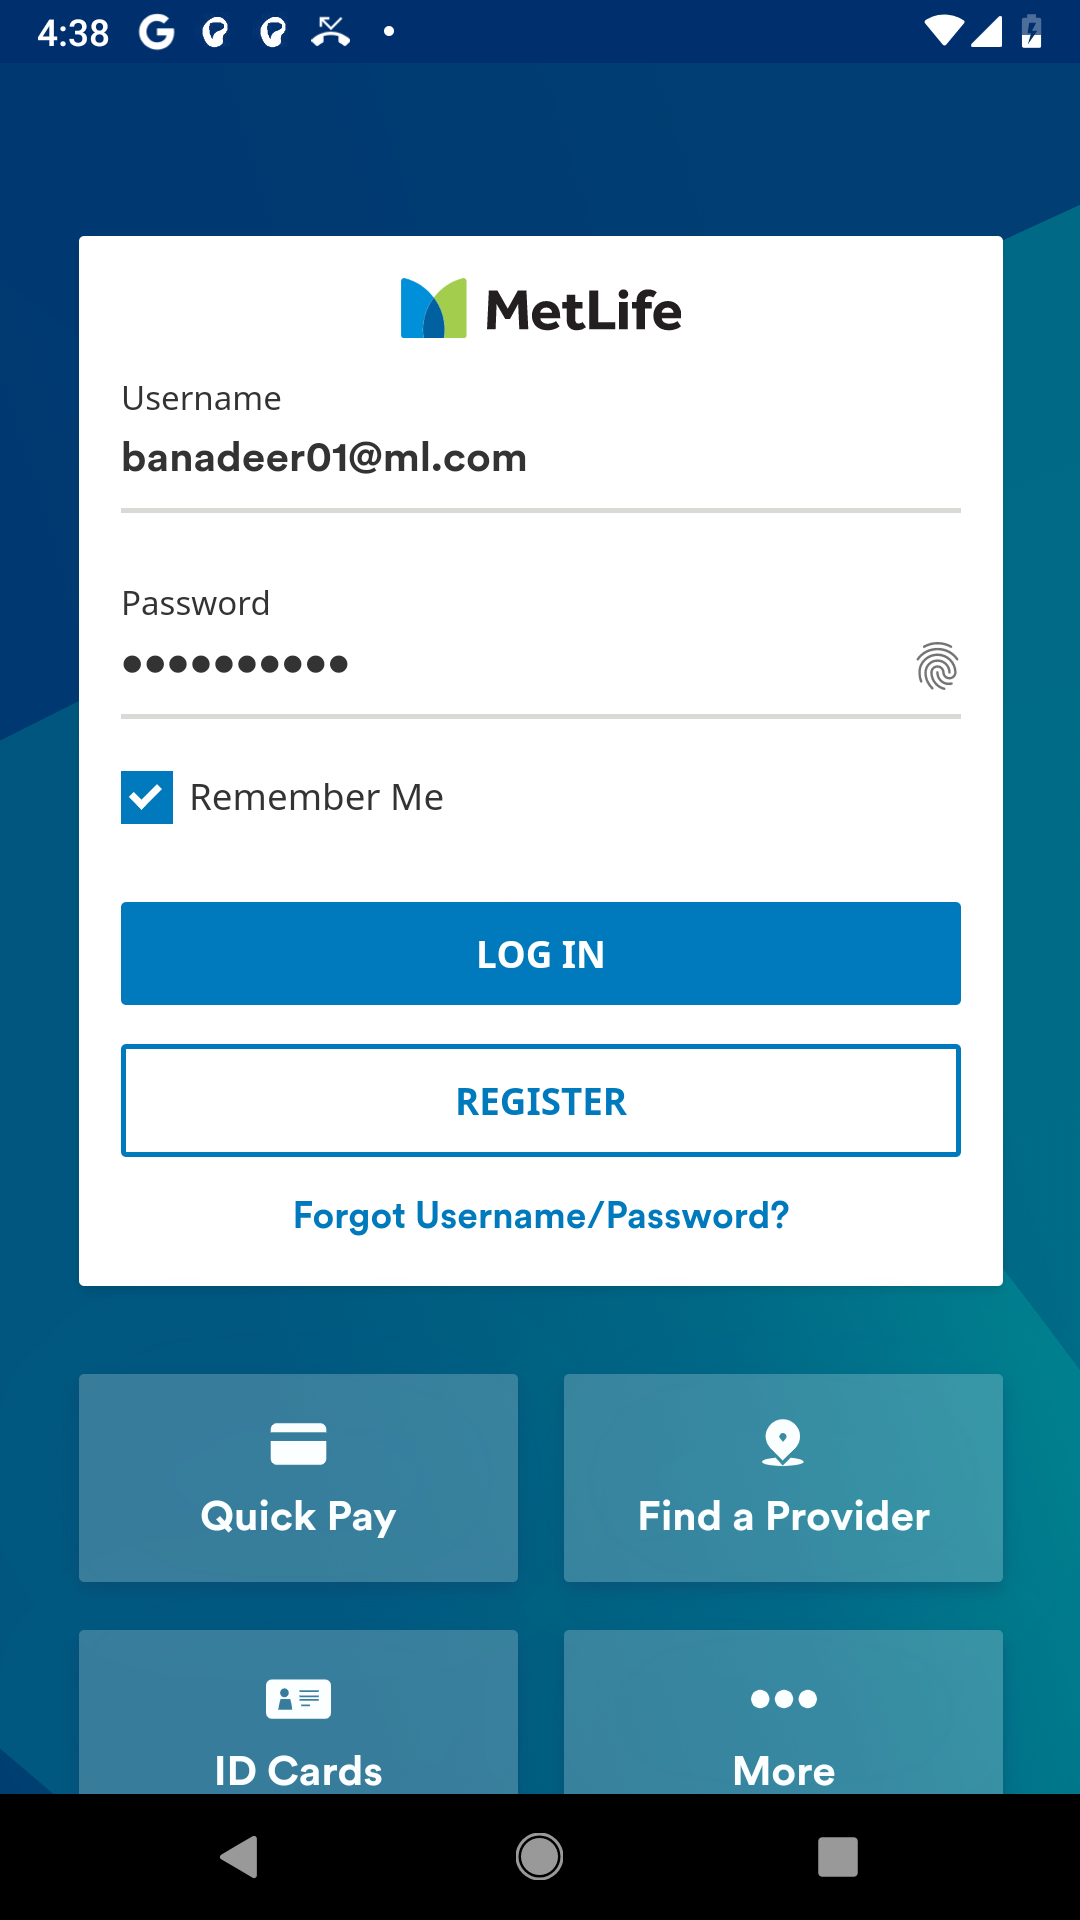 4:38
MetLife
Username
banadeer01@ml.com
Password
••••••••••
Remember Me
LOG IN
REGISTER
Forgot Username/Password?
Quick Pay
Find a Provider
ID Cards
More